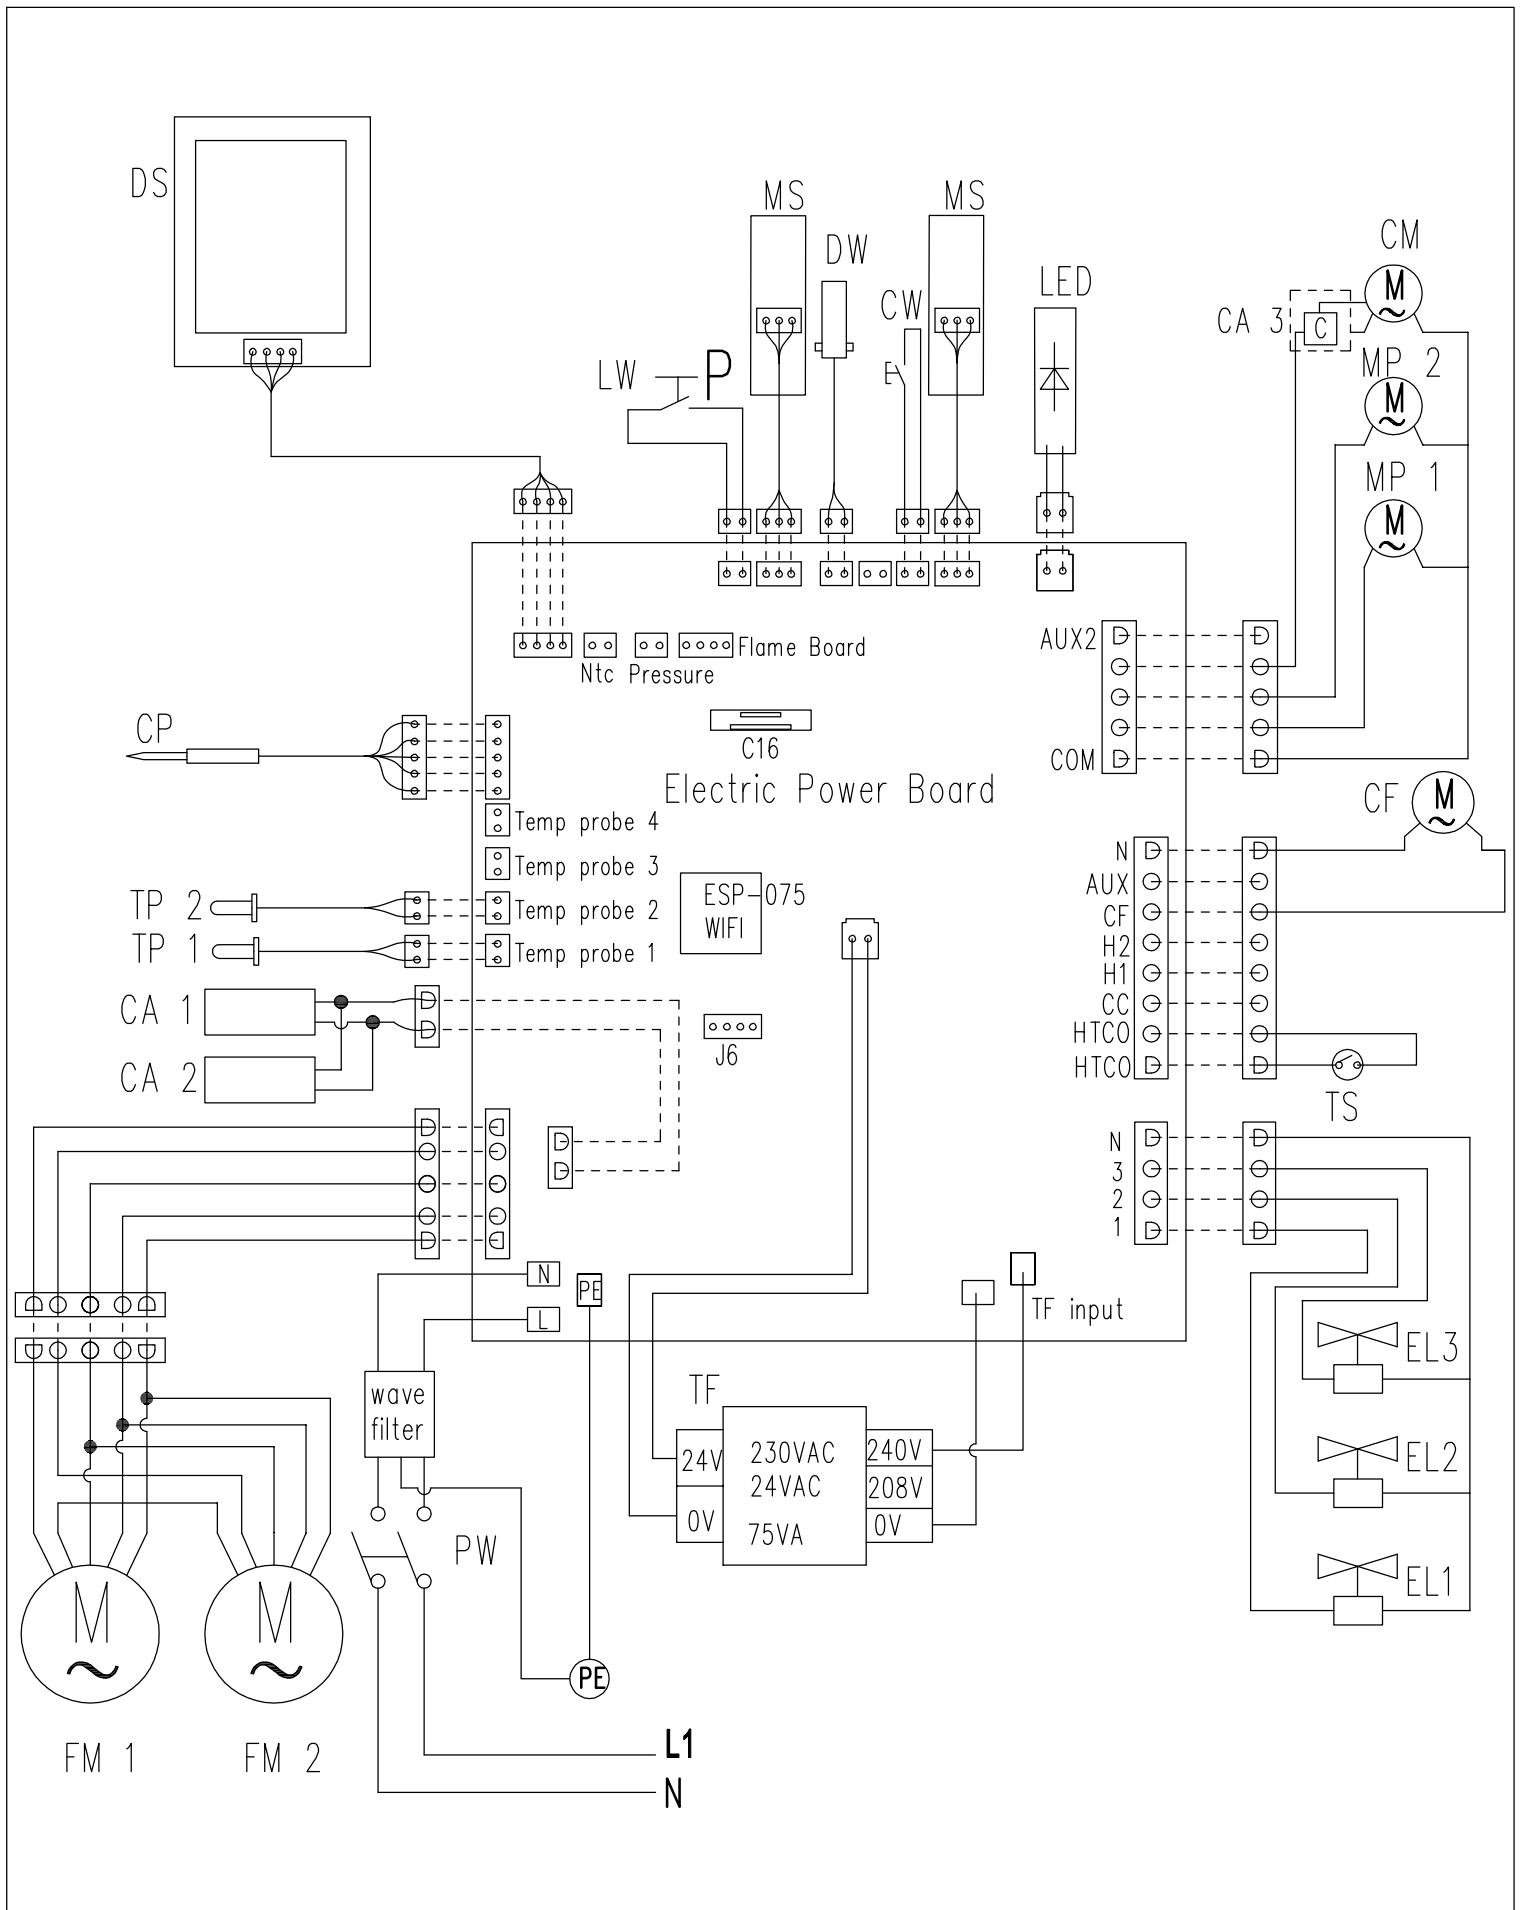 DS
MS
MS
DW
CW
LED
LW
P
CM
M
CA 3
C
MP 2
M
MP 1
M
Flame Board
Ntc Pressure
C16
Electric Power Board
CP
AUX2
COM
CF
M
Temp probe 4
Temp probe 3
Temp probe 2
Temp probe 1
TP 2
TP 1
ESP-075
WIFI
J6
CA 1
CA 2
N
AUX
CF
H2
H1
CC
HTCO
HTCO
TS
N
3
2
1
N
PE
L
TF input
EL3
EL2
EL1
wave
filter
TF
24V
0V
230VAC
24VAC
75VA
240V
208V
0V
PW
M
M
PE
FM 1
FM 2
L1
N